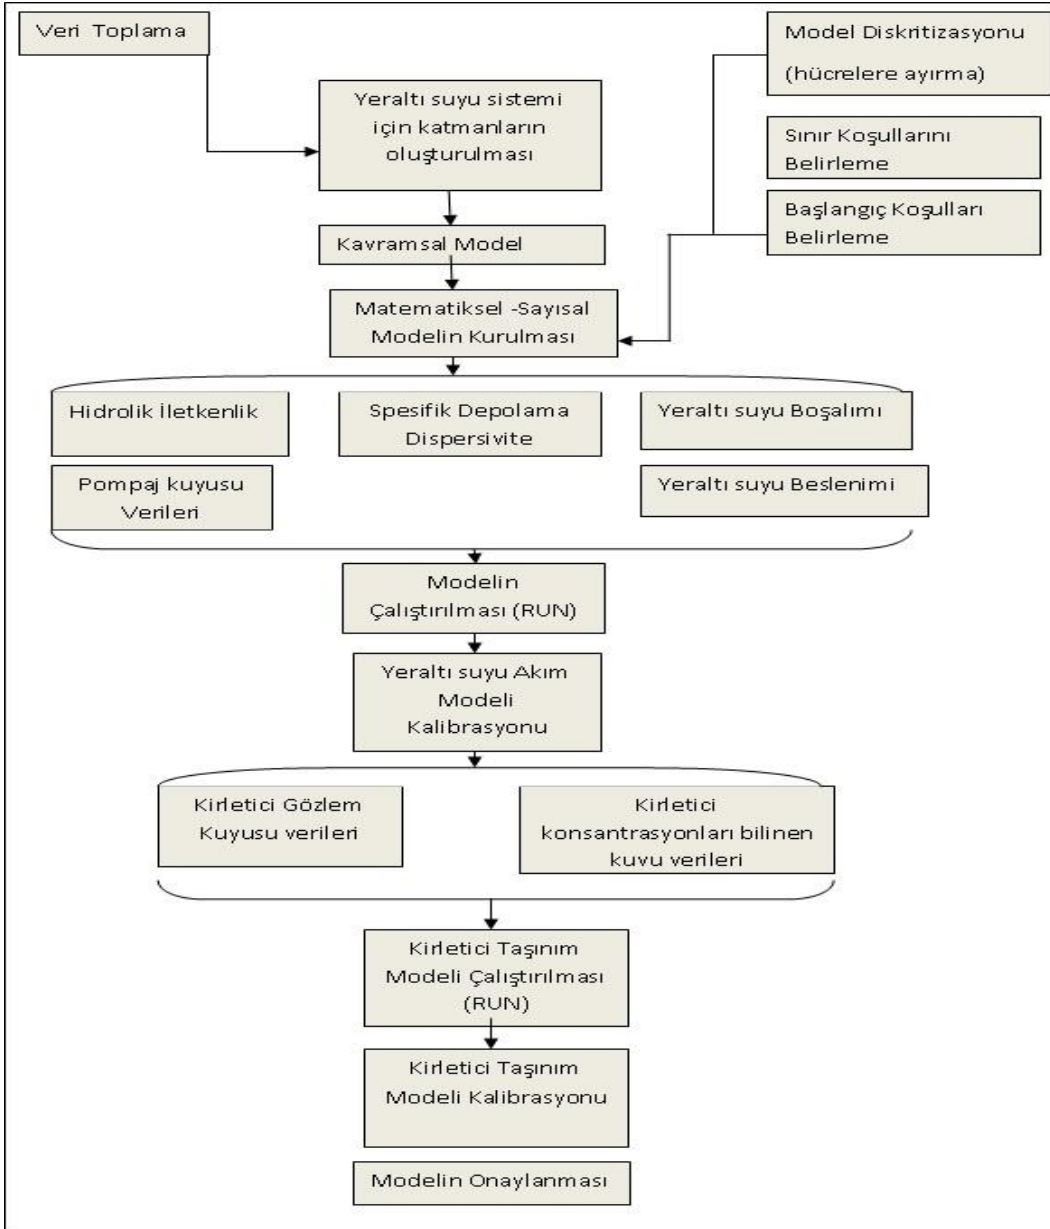 Veri Toplama
Model Diskritizasyonu
(hücrelere ayırma)
Yeraltı suyu sistemi
için katmanların
oluşturulması
Sınır Koşullarını
Belirleme
Başlangıç Koşulları
Belirleme
Kavramsal Model
Matematiksel -Sayısal
Modelin Kurulması
Hidrolik İletkenlik
Spesifik Depolama
Dispersivite
Yeraltı suyu Boşalımı
Pompaj kuyusu
Verileri
Yeraltı suyu Beslenimi
Modelin
Çalıştırılması (RUN)
Yeraltı suyu Akım
Modeli
Kalibrasyonu
Kirletici Gözlem
Kuyusu verileri
Kirletici
konsantrasyonları bilinen
kuvu verileri
Kirletici Taşınım
Modeli Çalıştırılması
(RUN)
Kirletici Taşınım
Modeli Kalibrasyonu
Modelin Onaylanması